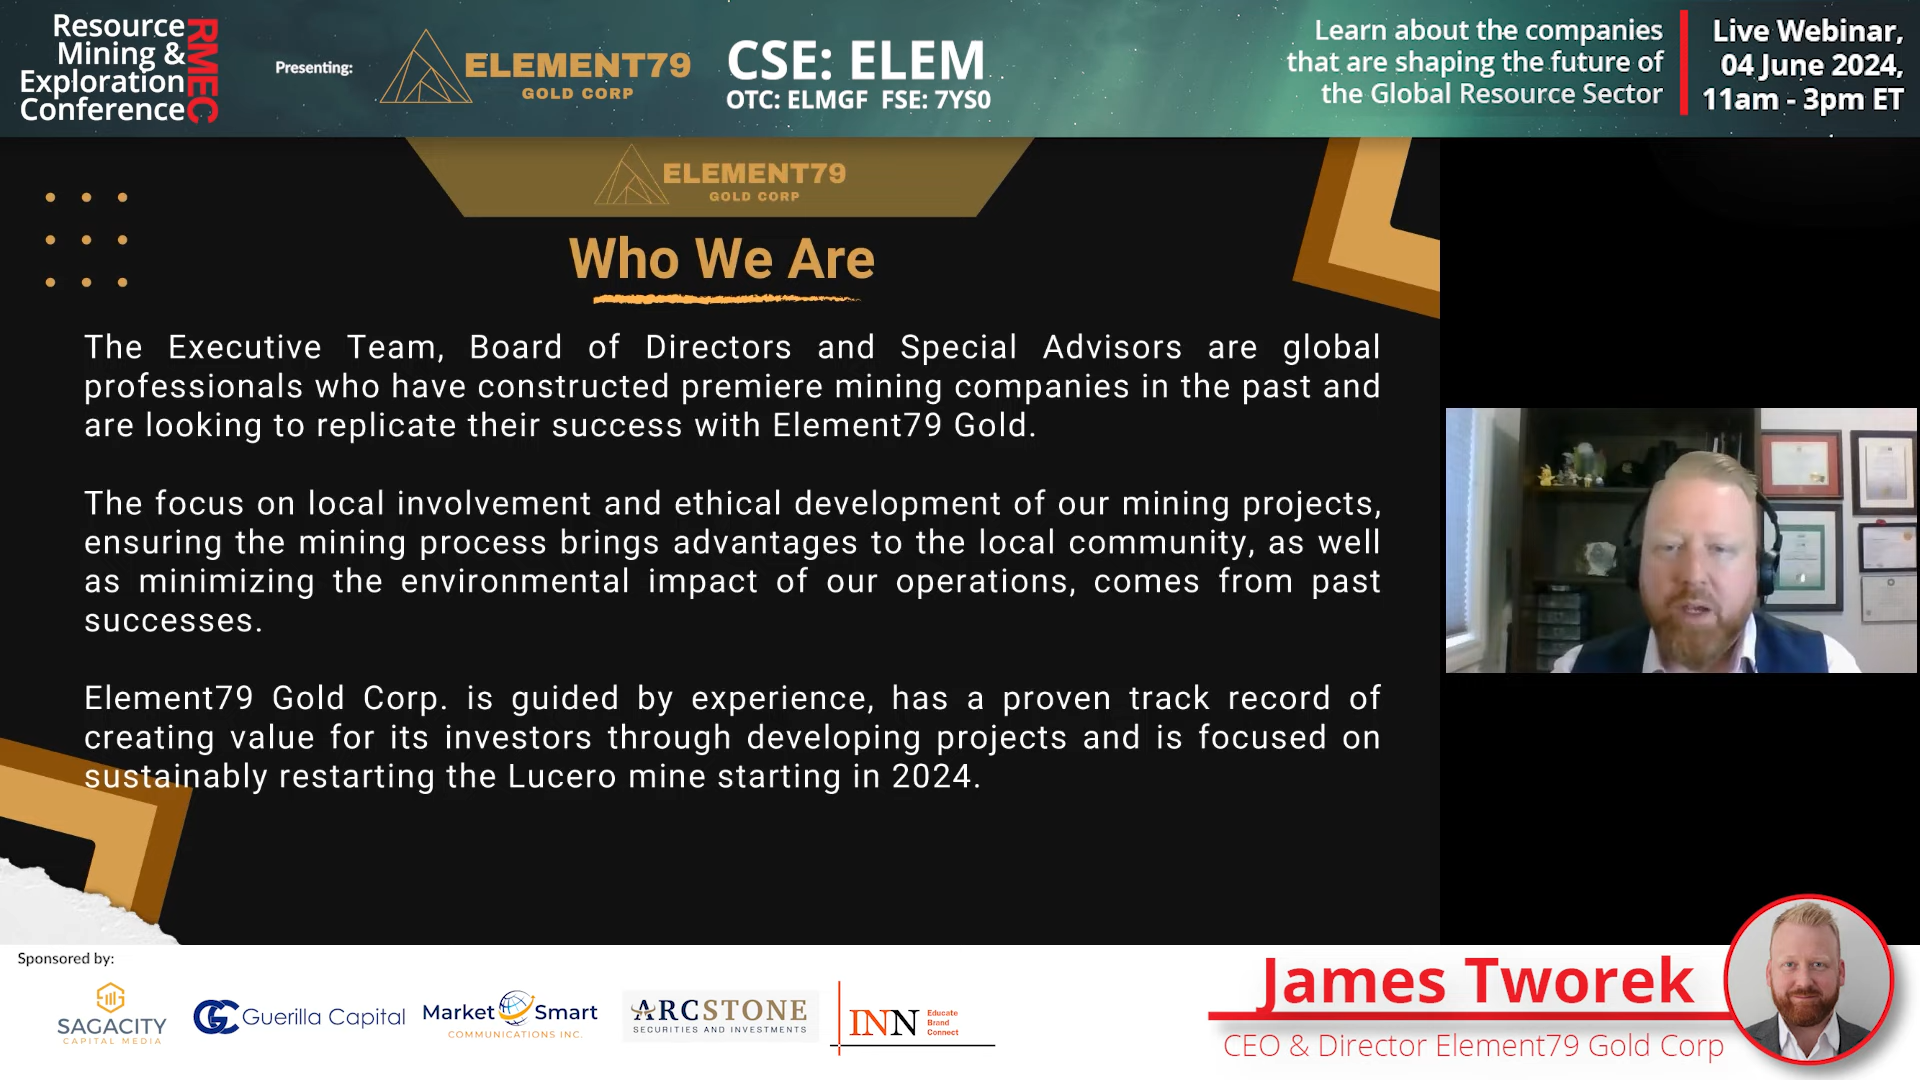 Resource
Mining &
Exploration
Conference
RMEC
Presenting:
ELEMENT79
GOLD CORP
CSE: ELEM
OTC: ELMGF FSE: 7YS0
Learn about the companies
that are shaping the future of
the Global Resource Sector
Live Webinar,
04 June 2024,
11am - 3pm ET
ELEMENT79
GOLD CORP
Who We Are
The Executive Team, Board of Directors and Special Advisors are global
professionals who have constructed premiere mining companies in the past and
are looking to replicate their success with Element79 Gold.
The focus on local involvement and ethical development of our mining projects,
ensuring the mining process brings advantages to the local community, as well
as minimizing the environmental impact of our operations, comes from past
successes.
Element79 Gold Corp. is guided by experience, has a proven track record of
creating value for its investors through developing projects and is focused on
sustainably restarting the Lucero mine starting in 2024.
Sponsored by:
SAGACITY
CAPITAL MEDIA
GC Guerilla Capital
Market Smart
COMMUNICATIONS INC.
ARCSTONE
SECURITIES AND INVESTMENTS
INN
Educate
Brand
Connect
James Tworek
CEO & Director Element79 Gold Corp